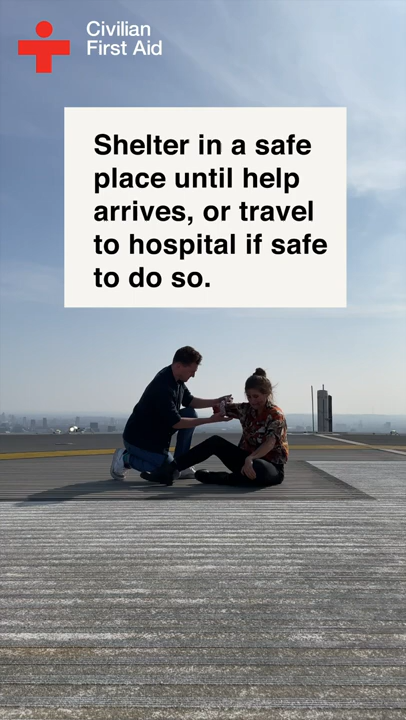 Civilian
First Aid
Shelter in a safe
place until help
arrives, or travel
to hospital if safe
to do so.